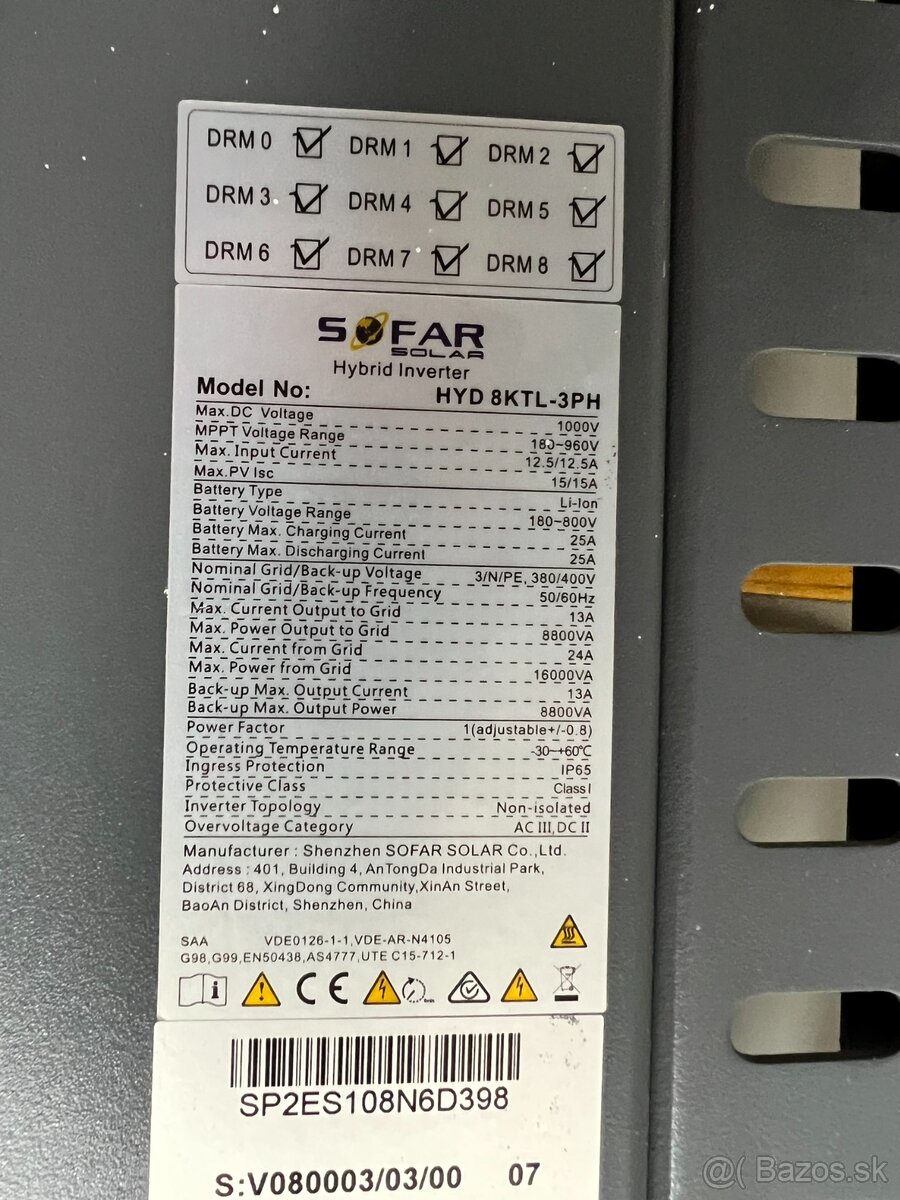 DRM 0 DRM 1 DRM 2
DRM 3 DRM 4 DRM 5
DRM 6 DRM 7 DRM 8
SOFAR
SOLAR
Hybrid Inverter
Model No: HYD 8KTL-3PH
Max.DC Voltage 1000V
MPPT Voltage Range 180~960V
Max. Input Current 12.5/12.5A
Max.PV Isc 15/15A
Battery Type Li-Ion
Battery Voltage Range 180~800V
Battery Max. Charging Current 25A
Battery Max. Discharging Current 25A
Nominal Grid/Back-up Voltage 3/N/PE, 380/400V
Nominal Grid/Back-up Frequency 50/60Hz
Max. Current Output to Grid 13A
Max. Power Output to Grid 8800VA
Max. Current from Grid 24A
Max. Power from Grid 16000VA
Back-up Max. Output Current 13A
Back-up Max. Output Power 8800VA
Power Factor 1(adjustable+/-0.8)
Operating Temperature Range -30~+60℃
Ingress Protection IP65
Protective Class Class I
Inverter Topology Non-isolated
Overvoltage Category AC III,DC II
Manufacturer : Shenzhen SOFAR SOLAR Co.,Ltd.
Address : 401, Building 4, AnTongDa Industrial Park,
District 68, XingDong Community,XinAn Street,
BaoAn District, Shenzhen, China
SAA VDE0126-1-1,VDE-AR-N4105
G98,G99,EN50438,AS4777,UTE C15-712-1
i CE
SP2ES108N6D398
S:V080003/03/00 07
@( Bazos.sk